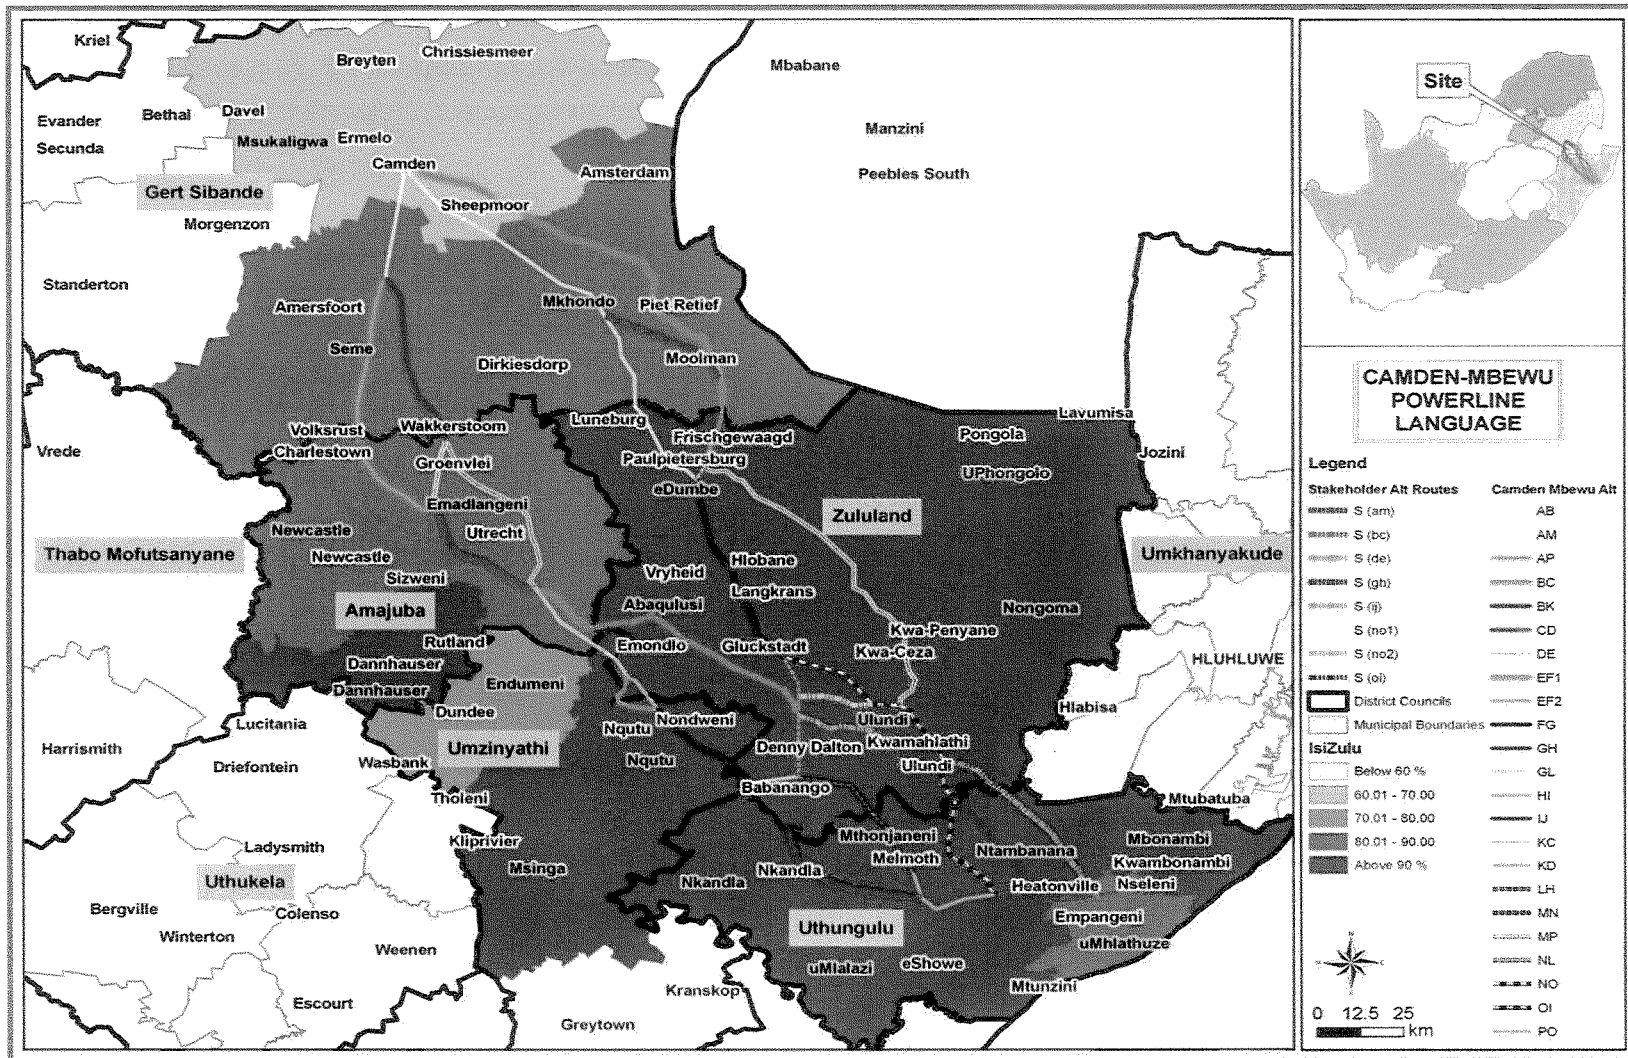 Kriel
Breyten
Chrissiesmeer
Mbabane
Evander
Bethal
Davel
Secunda
Msukaligwa
Ermelo
Manzini
Camden
Amsterdam
Peebles South
Gert Sibande
Sheepmoor
Morgenzon
Standerton
Amersfoort
Mkhondo
Piet Retief
Seme
Dirkiesdorp
Moolman
Volksrust
Wakkerstoom
Luneburg
Lavumisa
Charlestown
Frischgewaagd
Pongola
Vrede
Groenvlei
Paulpietersburg
UPhongolo
Jozini
eDumbe
Emadlangeni
Newcastle
Utrecht
Zululand
Thabo Mofutsanyane
Newcastle
Hlobane
Umkhanyakude
Sizweni
Vryheid
Langkrans
Amajuba
Abaqulusi
Nongoma
Rutland
Emondlo
Gluckstadt
Kwa-Penyane
Kwa-Ceza
Dannhauser
HLUHLUWE
Endumeni
Dannhauser
Dundee
Hlabisa
Lucitania
Nqutu
Nondweni
Ulundi
Harrismith
Umzinyathi
Denny Dalton
Kwamahlathi
Driefontein
Wasbank
Nqutu
Ulundi
Babanango
Tholeni
Mtubatuba
Kliprivier
Mthonjaneni
Mbonambi
Ladysmith
Melmoth
Ntambanana
Kwambonambi
Uthukela
Msinga
Nkandla
Nkandla
Heatonville
Nseleni
Bergville
Colenso
Empangeni
Winterton
Uthungulu
uMhlathuze
Weenen
uMlalazi
eShowe
Mtunzini
Escourt
Kranskop
Greytown
Site
CAMDEN-MBEWU
POWERLINE
LANGUAGE
Legend
Stakeholder Alt Routes
S (am)
S (bc)
S (de)
S (gh)
S (ij)
S (no1)
S (no2)
S (oi)
District Councils
Municipal Boundaries
IsiZulu
Below 60 %
60.01 - 70.00
70.01 - 80.00
80.01 - 90.00
Above 90 %
Camden Mbewu Alt
AB
AM
AP
BC
BK
CD
DE
EF1
EF2
FG
GH
GL
HI
IJ
KC
KD
LH
MN
MP
NL
NO
OI
PO
N
0 12.5 25
km